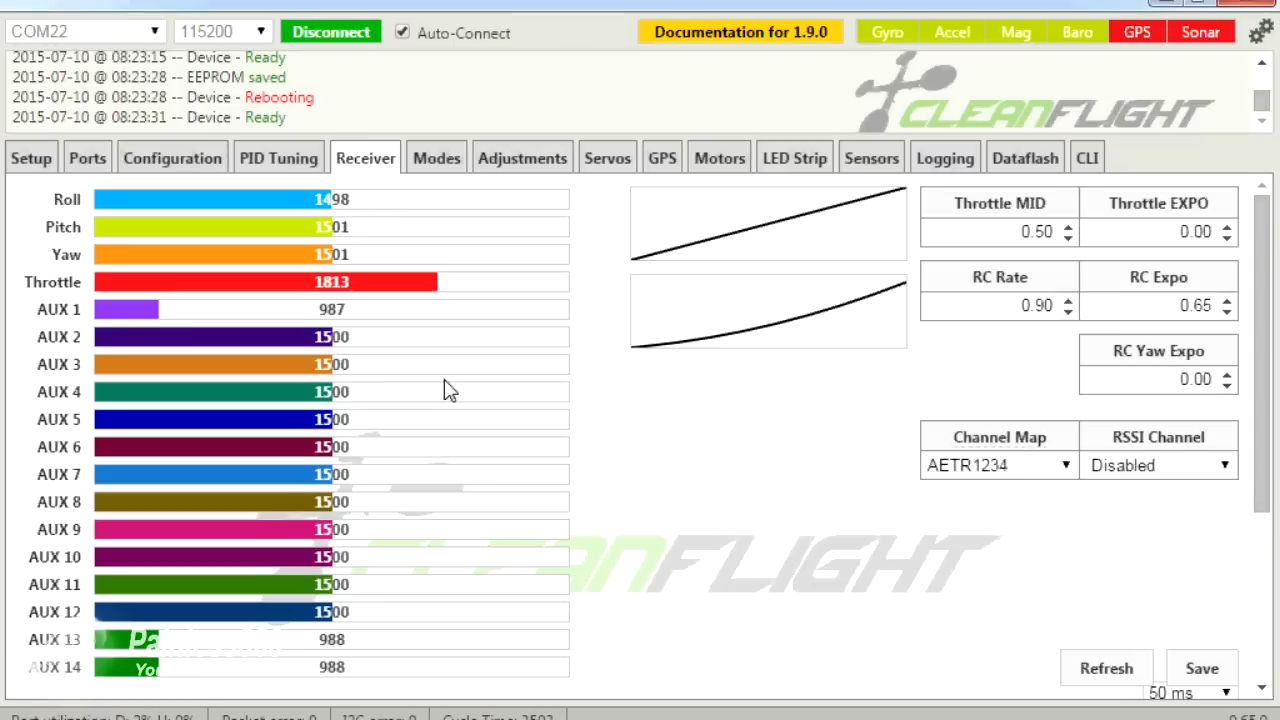 COM22 115200 Disconnect Auto-Connect Documentation for 1.9.0 Gyro Accel Mag Baro GPS Sonar
2015-07-10 @ 08:23:15 -- Device - Ready
2015-07-10 @ 08:23:28 -- EEPROM saved
2015-07-10 @ 08:23:28 -- Device - Rebooting
2015-07-10 @ 08:23:31 -- Device - Ready
CLEANFLIGHT
Setup Ports Configuration PID Tuning Receiver Modes Adjustments Servos GPS Motors LED Strip Sensors Logging Dataflash CLI
Roll 1498
Pitch 1501
Yaw 1501
Throttle 1813
AUX 1 987
AUX 2 1500
AUX 3 1500
AUX 4 1500
AUX 5 1500
AUX 6 1500
AUX 7 1500
AUX 8 1500
AUX 9 1500
AUX 10 1500
AUX 11 1500
AUX 12 1500
AUX 13 988
AUX 14 988
Throttle MID Throttle EXPO
0.50 0.00
RC Rate RC Expo
0.90 0.65
RC Yaw Expo
0.00
Channel Map RSSI Channel
AETR1234 Disabled
CLEANFLIGHT
Refresh Save
50 ms